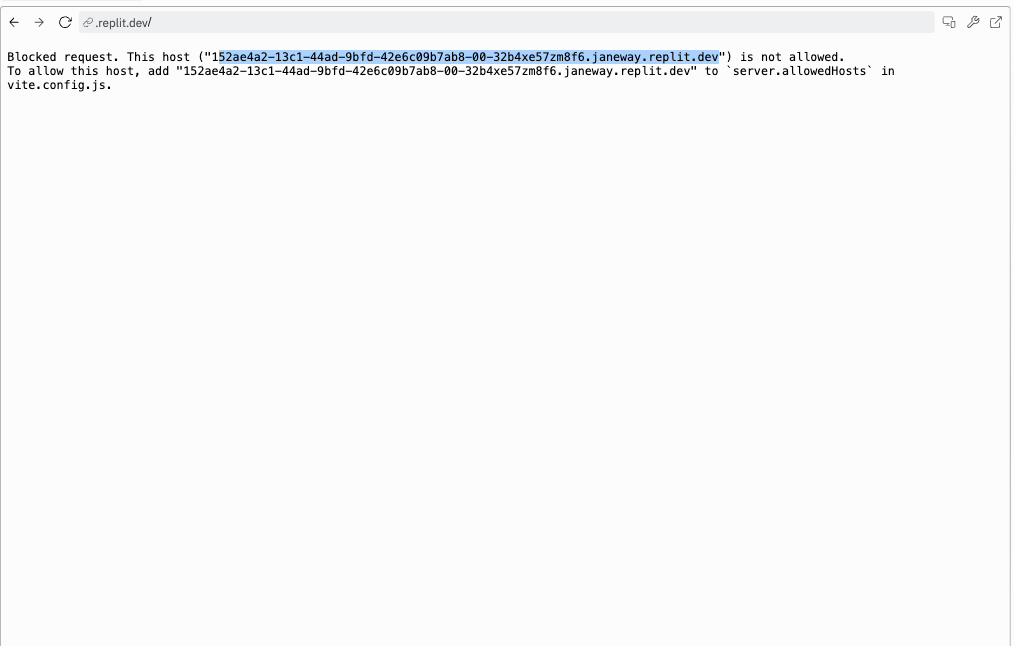 .replit.dev/
Blocked request. This host ("152ae4a2-13c1-44ad-9bfd-42e6c09b7ab8-00-32b4xe57zm8f6.janeway.replit.dev") is not allowed.
To allow this host, add "152ae4a2-13c1-44ad-9bfd-42e6c09b7ab8-00-32b4xe57zm8f6.janeway.replit.dev" to `server.allowedHosts` in
vite.config.js.